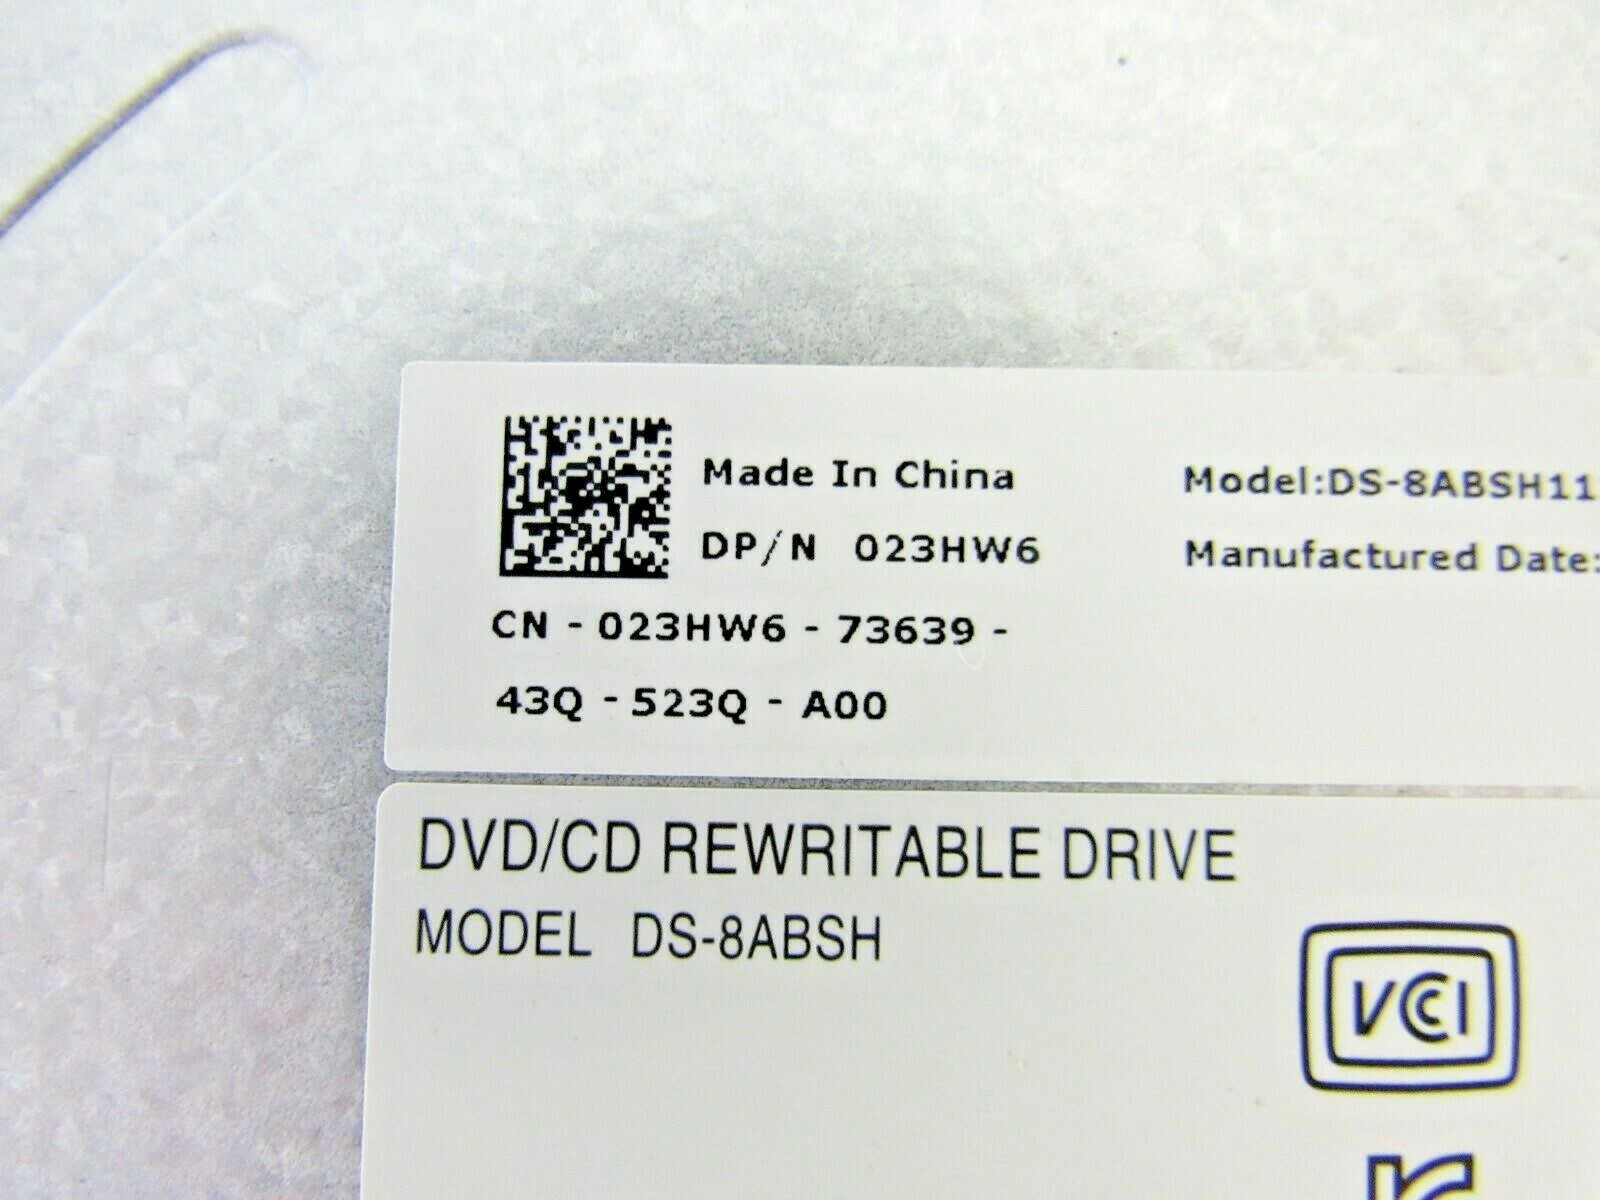 Made In China
DP/N 023HW6
CN - 023HW6 - 73639 -
43Q - 523Q - A00
Model:DS-8ABSH11
Manufactured Date:
DVD/CD REWRITABLE DRIVE
MODEL DS-8ABSH
VCCI